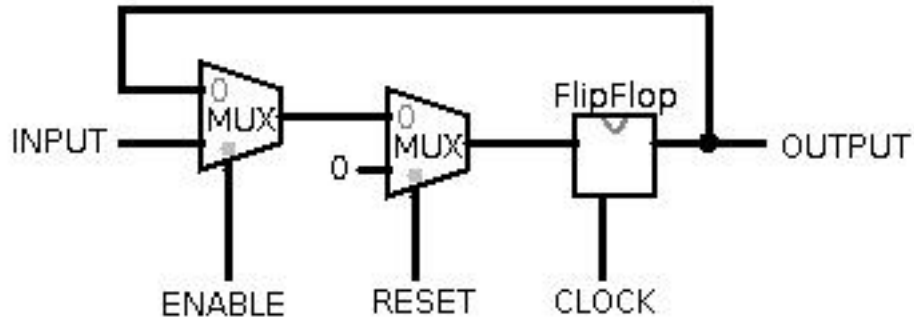 FlipFlop
0
MUX
0
MUX
INPUT
0
OUTPUT
ENABLE
RESET
CLOCK